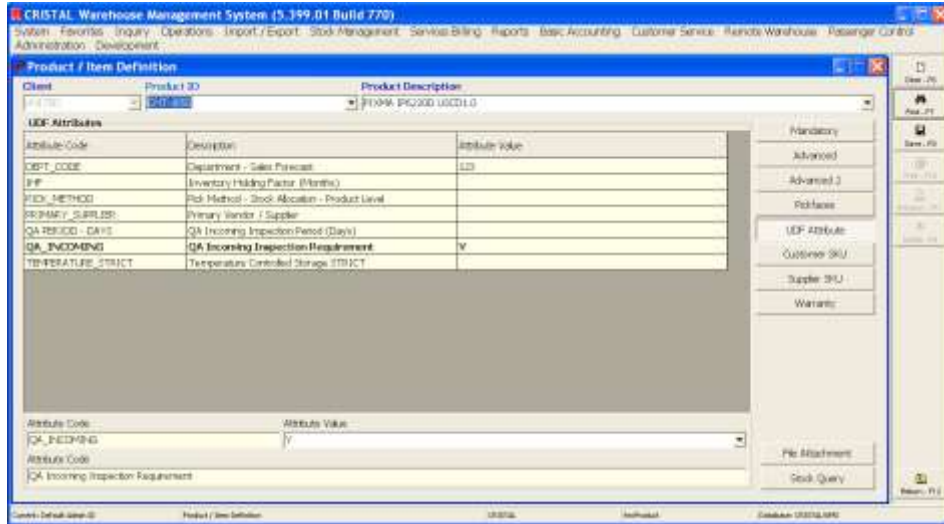 CRISTAL Warehouse Management System (5.399.01 Build 770)
System Favorites Inquiry Operations Import / Export Stock Management Services Billing Reports Basic Accounting Customer Service Remote Warehouse Passenger Control
Administration Development
Product / Item Definition
Client Product ID Product Description
PIXMA IP6220D
UDF Attributes
Attribute Code Description Attribute Value
DEPT_CODE Department - Sales Forecast 123
IHF Inventory Holding Factor (Months)
PICK_METHOD Pick Method - Stock Allocation - Product Level
PRIMARY_SUPPLIER Primary Vendor / Supplier
QA PERIOD - DAYS QA Incoming Inspection Period (Days)
QA_INCOMING QA Incoming Inspection Requirement Y
TEMPERATURE_STRICT Temperature Controlled Storage STRICT
Mandatory
Advanced
Advanced 2
Pickfaces
UDF Attribute
Customer SKU
Supplier SKU
Warranty
Attribute Code Attribute Value
QA_INCOMING Y
Attribute Code
QA Incoming Inspection Requirement
File Attachment
Stock Query
Product / Item Definition CRISTAL frmProduct